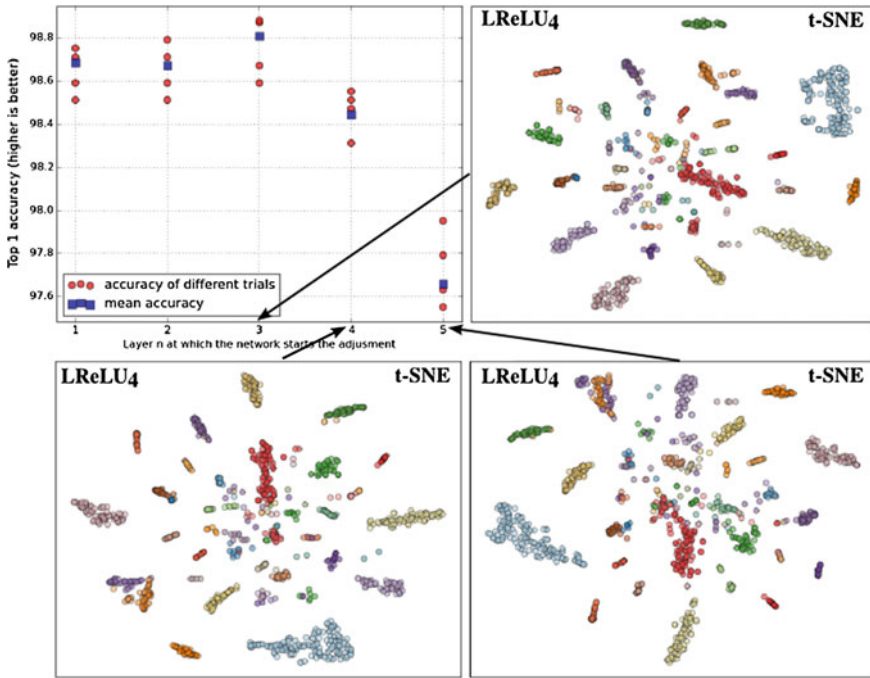 98.8
98.6
98.4
98.2
98.0
97.8
97.6
Top 1 accuracy (higher is better)
accuracy of different trials
mean accuracy
1 2 3 4 5
Layer n at which the network starts the adjusment
LReLU4 t-SNE
LReLU4 t-SNE
LReLU4 t-SNE